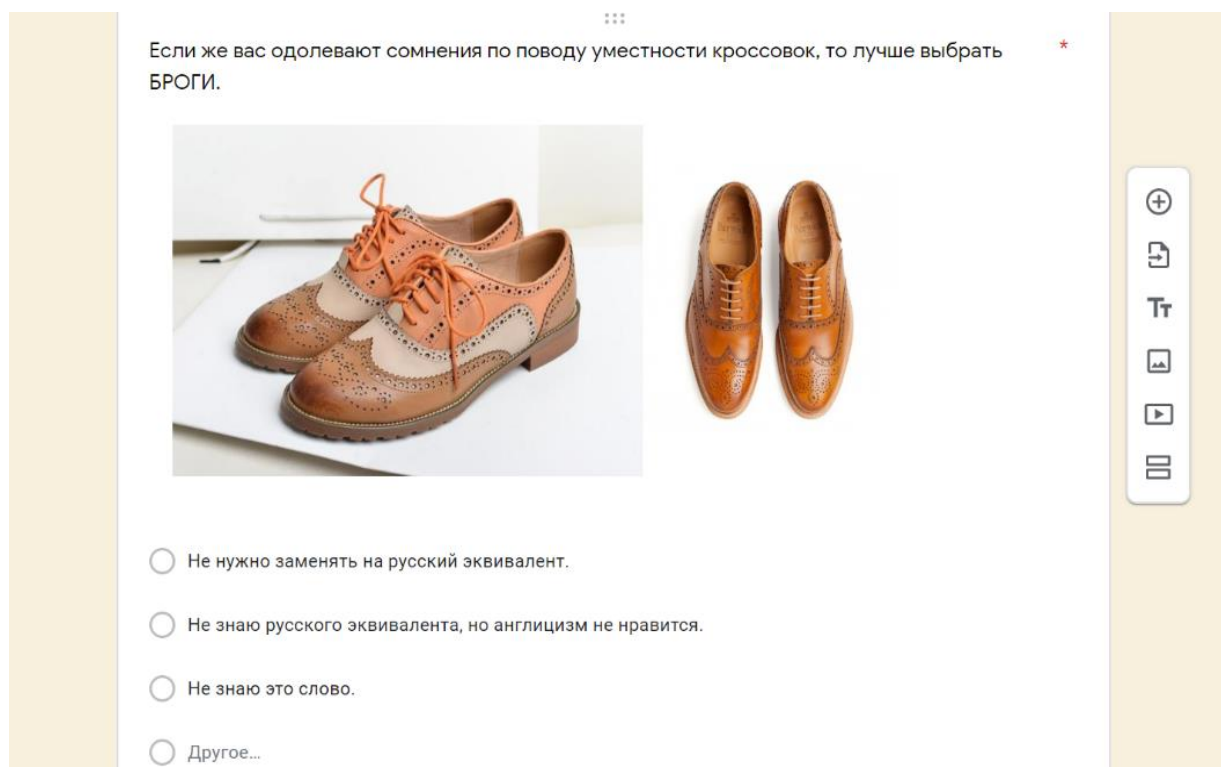 Если же вас одолевают сомнения по поводу уместности кроссовок, то лучше выбрать *
БРОГИ.
Не нужно заменять на русский эквивалент.
Не знаю русского эквивалента, но англицизм не нравится.
Не знаю это слово.
Другое...